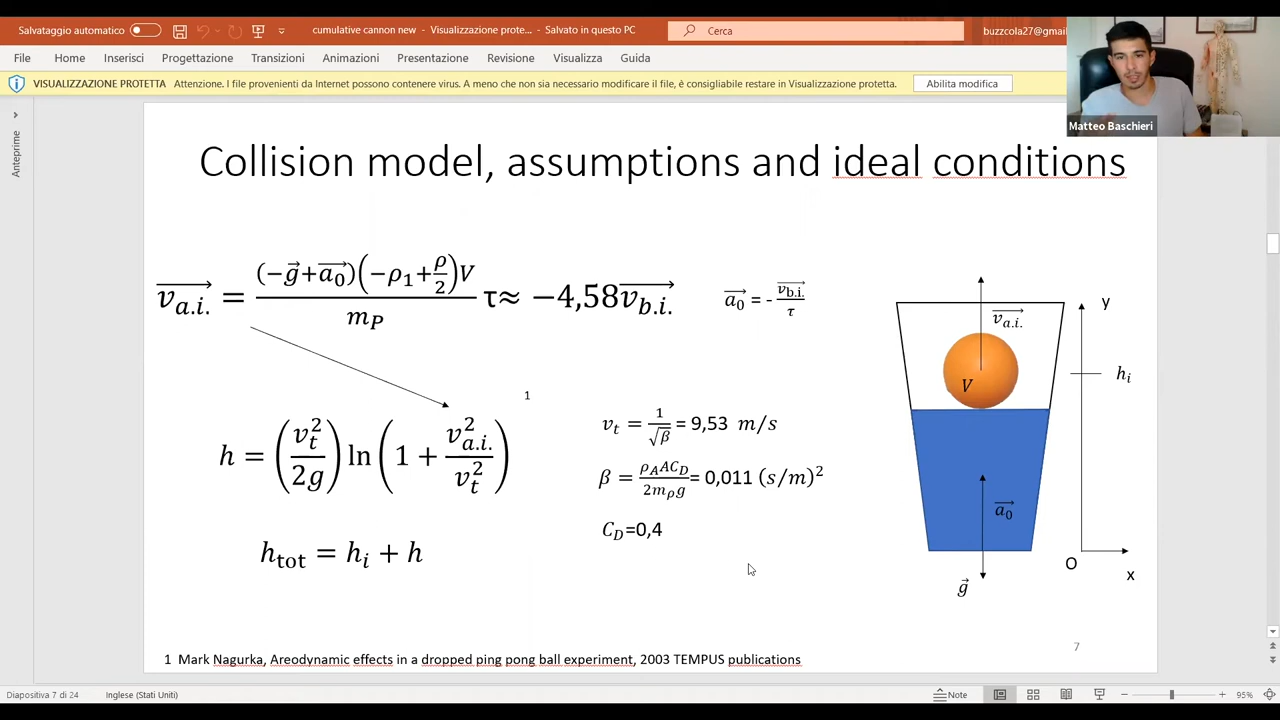 Salvataggio automatico
cumulative cannon new - Visualizzazione prote... - Salvato in questo PC
Cerca
buzzcola27@gmail
File Home Inserisci Progettazione Transizioni Animazioni Presentazione Revisione Visualizza Guida
VISUALIZZAZIONE PROTETTA Attenzione. I file provenienti da Internet possono contenere virus. A meno che non sia necessario modificare il file, è consigliabile restare in Visualizzazione protetta. Abilita modifica
Matteo Baschieri
Anteprime
Collision model, assumptions and ideal conditions
v_{a.i.} = (-g+a_0)(-ρ_1+ρ/2)V / m_P τ≈ -4,58v_{b.i.}
a_0 = - v_{b.i.}/τ
1
h = (v_t^2/2g) ln(1 + v_{a.i.}^2/v_t^2)
h_tot = h_i + h
v_t = 1/√β = 9,53 m/s
β = ρ_A A C_D/2m_ρ g = 0,011 (s/m)^2
C_D=0,4
y
v_{a.i.}
h_i
V
a_0
O
x
g
1 Mark Nagurka, Areodynamic effects in a dropped ping pong ball experiment, 2003 TEMPUS publications
7
Diapositiva 7 di 24 Inglese (Stati Uniti) Note 95%